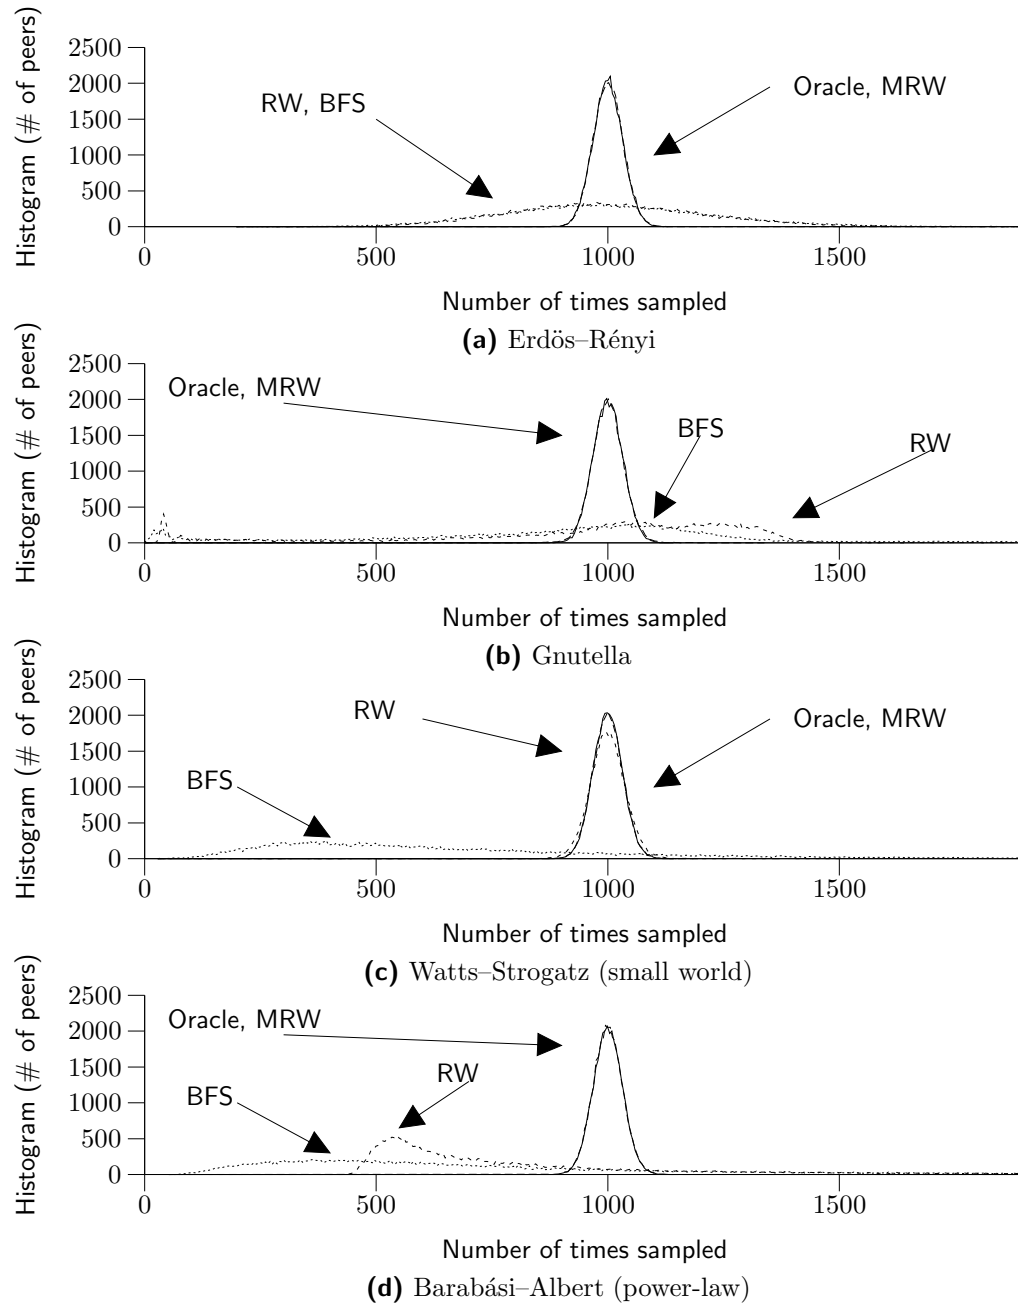 Histogram (# of peers)
2500
2000
1500
1000
500
0
RW, BFS
Oracle, MRW
0 500 1000 1500
Number of times sampled
(a) Erdös–Rényi
Histogram (# of peers)
2500
2000
1500
1000
500
0
Oracle, MRW
BFS
RW
0 500 1000 1500
Number of times sampled
(b) Gnutella
Histogram (# of peers)
2500
2000
1500
1000
500
0
RW
Oracle, MRW
BFS
0 500 1000 1500
Number of times sampled
(c) Watts–Strogatz (small world)
Histogram (# of peers)
2500
2000
1500
1000
500
0
Oracle, MRW
RW
BFS
0 500 1000 1500
Number of times sampled
(d) Barabási–Albert (power-law)